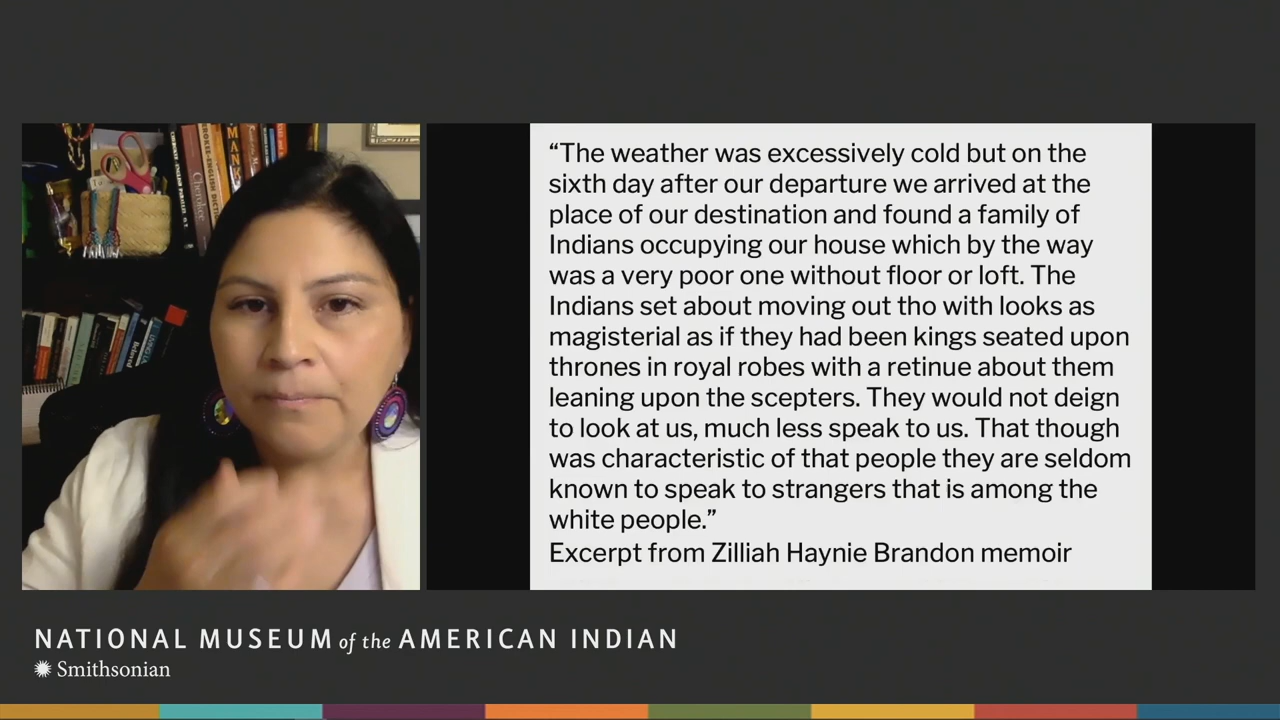 “The weather was excessively cold but on the
sixth day after our departure we arrived at the
place of our destination and found a family of
Indians occupying our house which by the way
was a very poor one without floor or loft. The
Indians set about moving out tho with looks as
magisterial as if they had been kings seated upon
thrones in royal robes with a retinue about them
leaning upon the scepters. They would not deign
to look at us, much less speak to us. That though
was characteristic of that people they are seldom
known to speak to strangers that is among the
white people.”
Excerpt from Zilliah Haynie Brandon memoir
Cherokee
NATIONAL MUSEUM of the AMERICAN INDIAN
Smithsonian